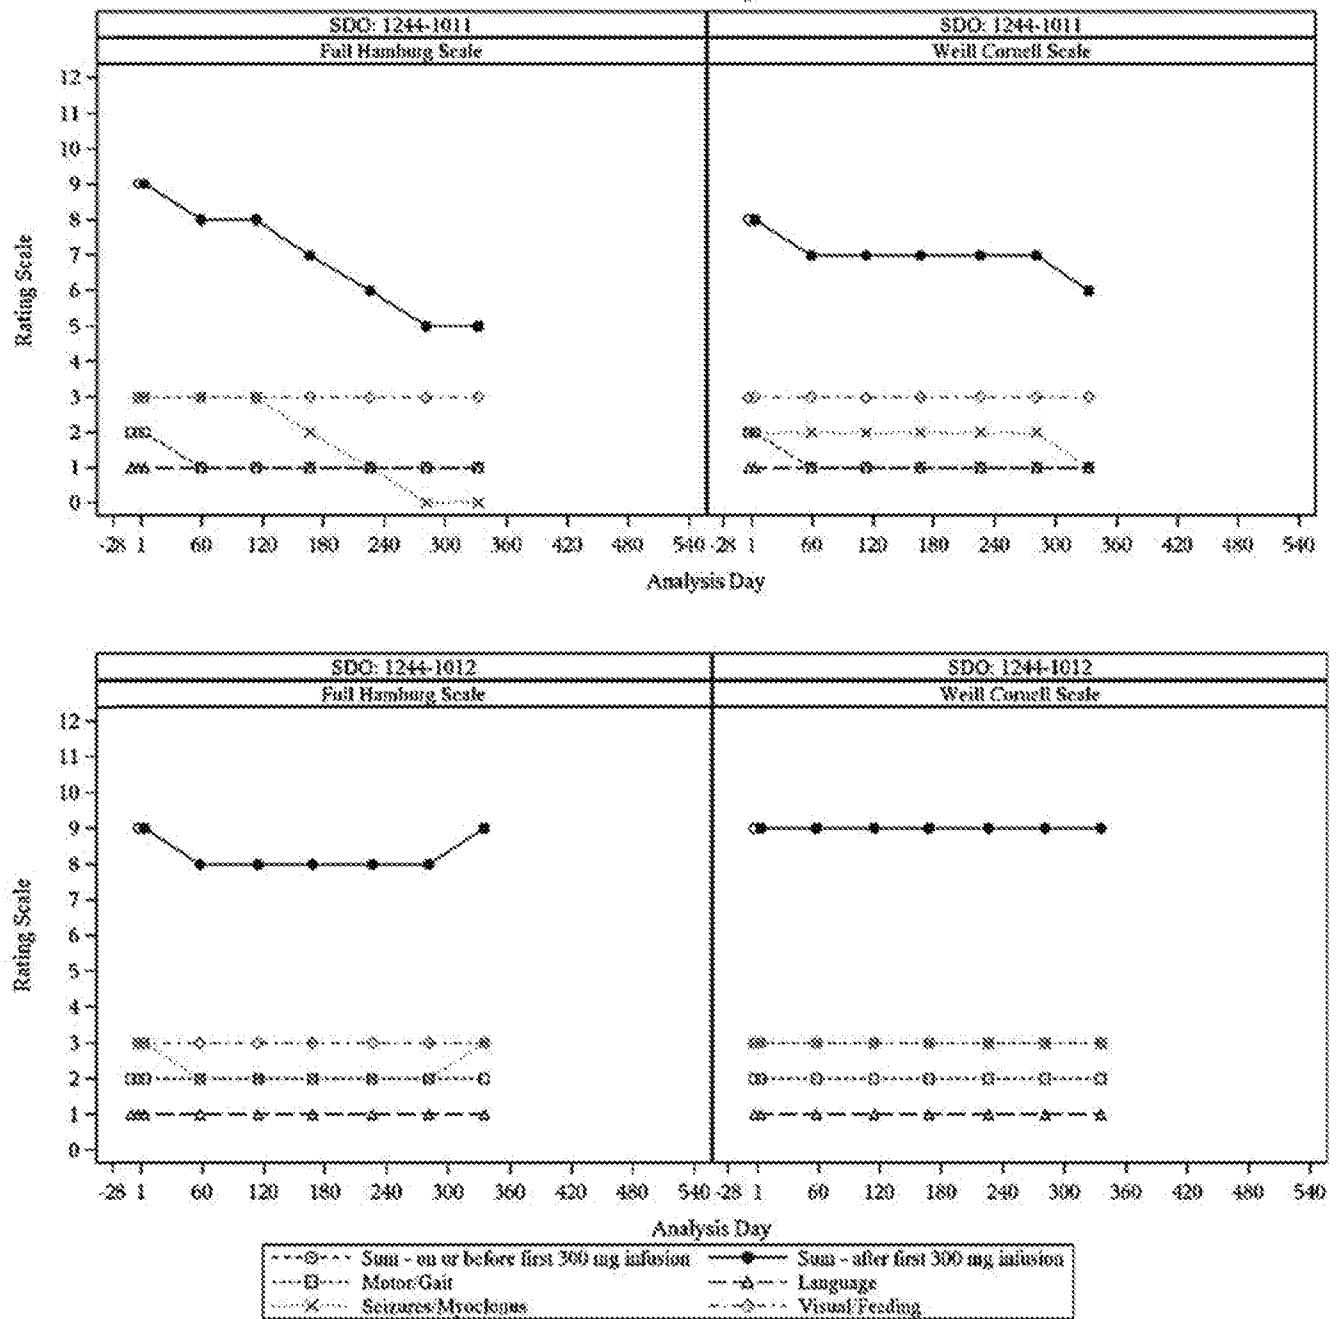 SDO: 1244-1011 SDO: 1244-1011
Full Hamburg Scale Weill Cornell Scale
12
11
10
9
8
7
6
5
4
3
2
1
0
Rating Scale
-28 1 60 120 180 240 300 360 420 480 540 -28 1 60 120 180 240 300 360 420 480 540
Analysis Day
SDO: 1244-1012 SDO: 1244-1012
Full Hamburg Scale Weill Cornell Scale
12
11
10
9
8
7
6
5
4
3
2
1
0
Rating Scale
-28 1 60 120 180 240 300 360 420 480 540 -28 1 60 120 180 240 300 360 420 480 540
Analysis Day
Sum - on or before first 300 mg infusion Sum - after first 300 mg infusion
Motor/Gait Language
Seizures/Myoclonus Visual/Feeding